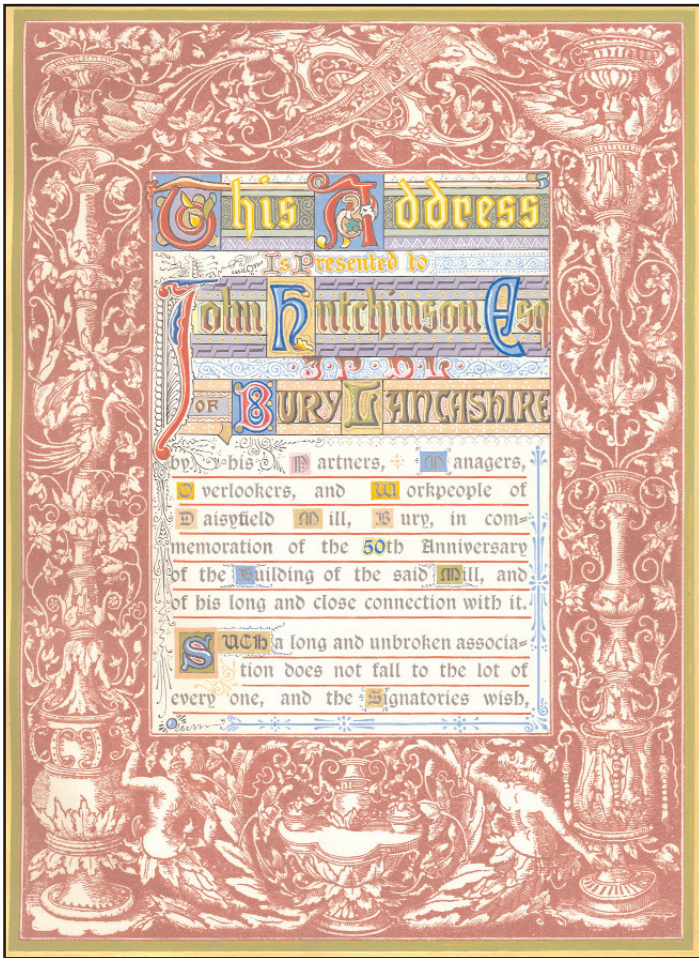 This Address
Is Presented to
John Hutchinson Esq
J.P. D.L.
OF BURY LANCASHIRE
by his Partners, Managers,
Overlookers, and Workpeople of
Daisyfield Mill, Bury, in com=
memoration of the 50th Anniversary
of the Building of the said Mill, and
of his long and close connection with it.
SUCH a long and unbroken associa=
tion does not fall to the lot of
every one, and the Signatories wish,